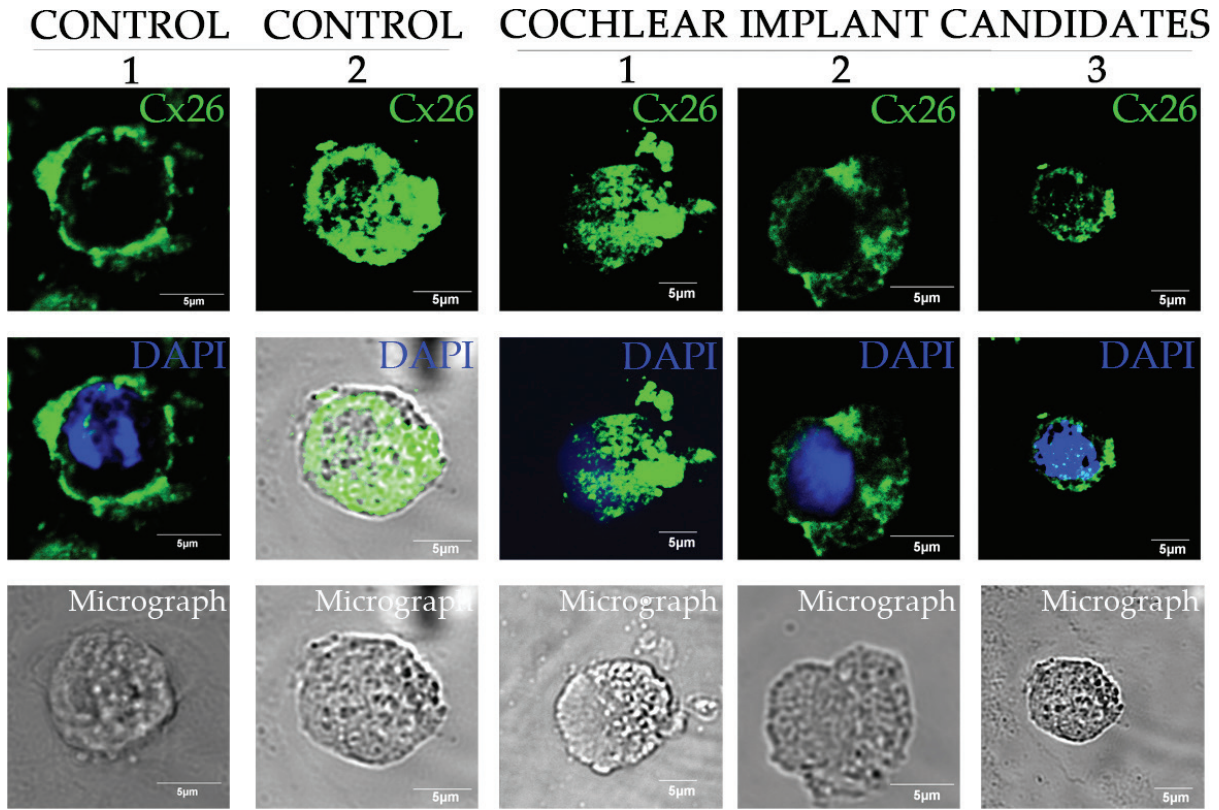 CONTROL CONTROL COCHLEAR IMPLANT CANDIDATES
1 2 1 2 3
Cx26 Cx26 Cx26 Cx26 Cx26
5µm 5µm 5µm 5µm 5µm
DAPI DAPI DAPI DAPI DAPI
5µm 5µm 5µm 5µm 5µm
Micrograph Micrograph Micrograph Micrograph Micrograph
5µm 5µm 5µm 5µm 5µm